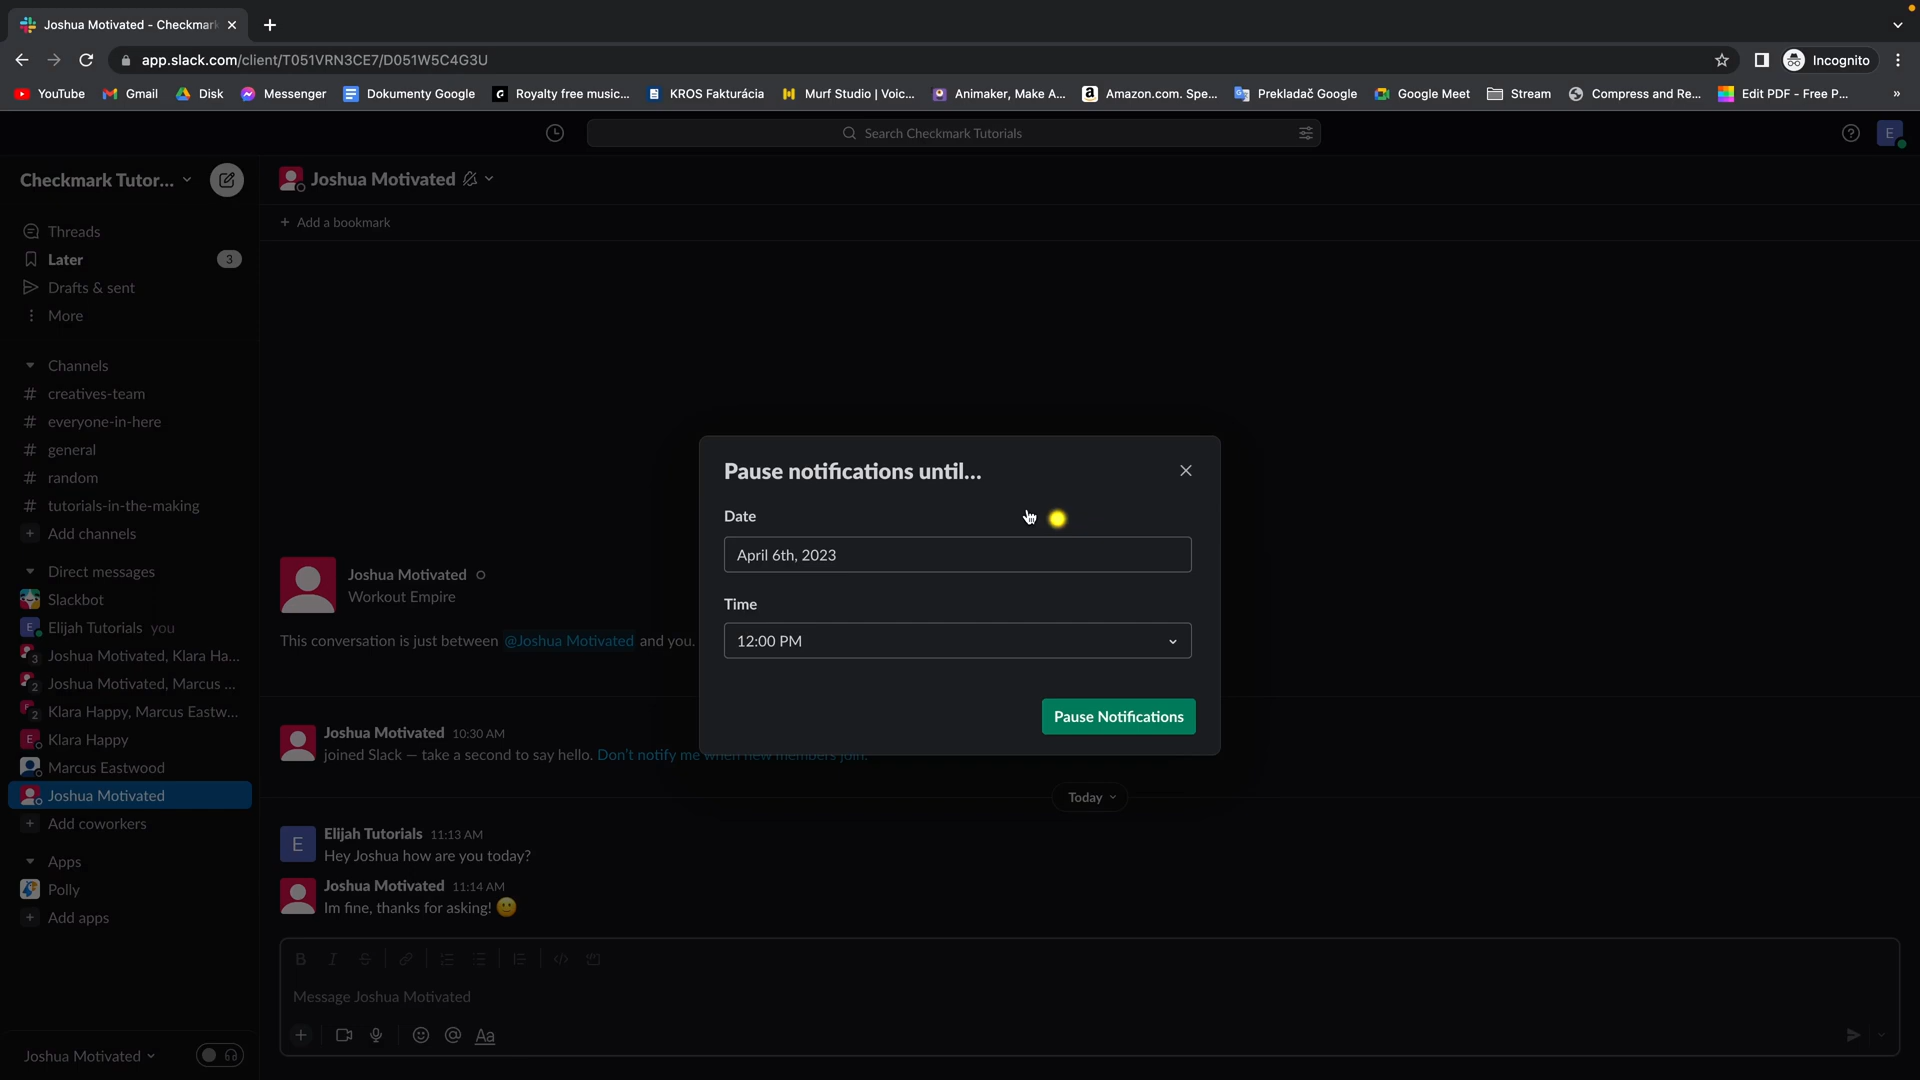 Joshua Motivated - Checkmark
app.slack.com/client/T051VRN3CE7/D051W5C4G3U
Incognito
YouTube
Gmail
Disk
Messenger
Dokumenty Google
Royalty free music...
KROS Fakturácia
Murf Studio | Voic...
Animaker, Make A...
Amazon.com. Spe...
Prekladač Google
Google Meet
Stream
Compress and Re...
Edit PDF - Free P...
»
Search Checkmark Tutorials
E
Checkmark Tutor...
Joshua Motivated
+ Add a bookmark
Threads
Later 3
Drafts & sent
More
Channels
# creatives-team
# everyone-in-here
# general
# random
# tutorials-in-the-making
+ Add channels
Direct messages
Slackbot
E Elijah Tutorials you
3 Joshua Motivated, Klara Ha...
2 Joshua Motivated, Marcus ...
2 Klara Happy, Marcus Eastw...
E Klara Happy
Marcus Eastwood
Joshua Motivated
+ Add coworkers
Apps
Polly
+ Add apps
Joshua Motivated
Pause notifications until...
Date
April 6th, 2023
Time
12:00 PM
Pause Notifications
Joshua Motivated
Workout Empire
This conversation is just between @Joshua Motivated and you.
Joshua Motivated 10:30 AM
joined Slack — take a second to say hello. Don't notify me when new members join.
Today
E
Elijah Tutorials 11:13 AM
Hey Joshua how are you today?
Joshua Motivated 11:14 AM
Im fine, thanks for asking! 🙂
B I S
Message Joshua Motivated
+ @ Aa